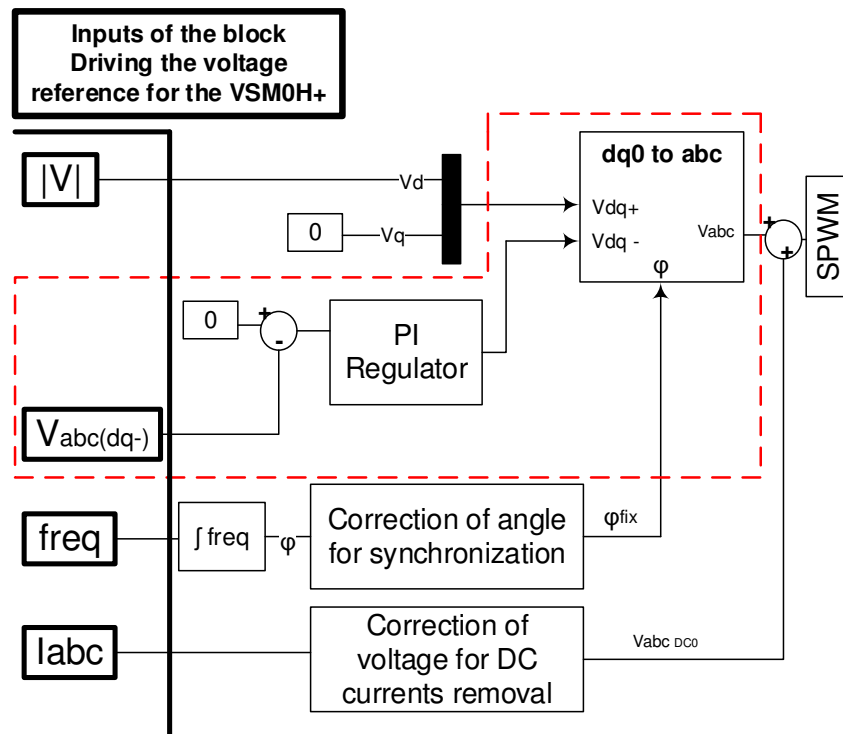 Inputs of the block
Driving the voltage
reference for the VSM0H+
|V|
Vd
0
Vq
dq0 to abc
Vdq+
Vdq -
Vabc
φ
+
+
SPWM
0
+
-
PI
Regulator
Vabc(dq-)
freq
∫ freq
φ
Correction of angle
for synchronization
φfix
Iabc
Correction of
voltage for DC
currents removal
Vabc DC0